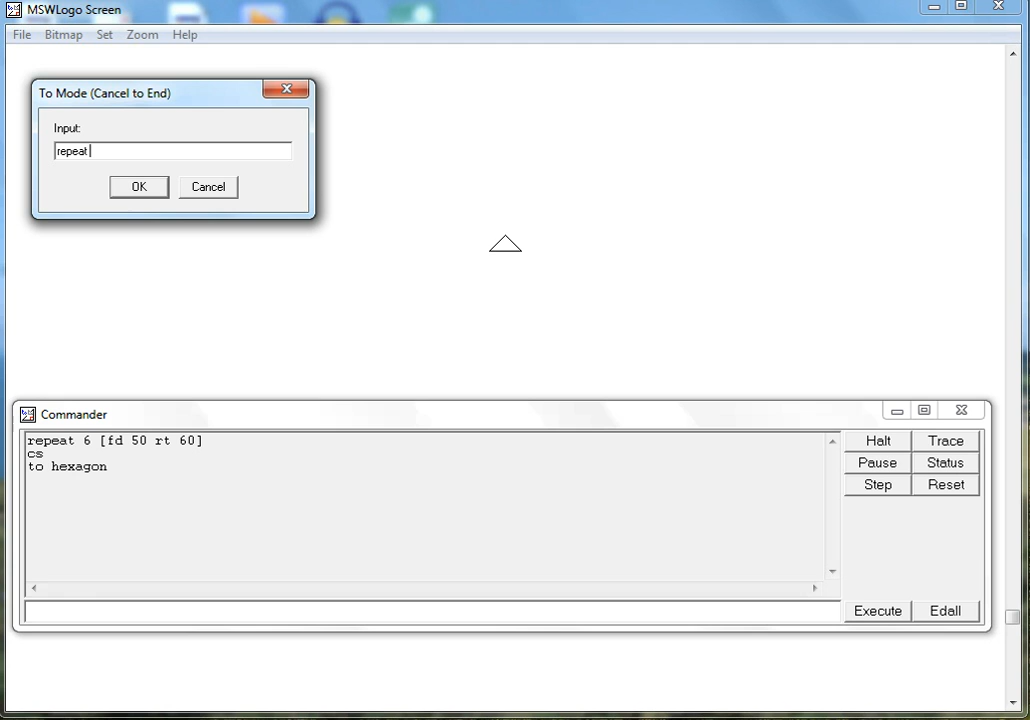 MSWLogo Screen
File Bitmap Set Zoom Help
To Mode (Cancel to End)
Input:
repeat
OK Cancel
Commander
repeat 6 [fd 50 rt 60]
cs
to hexagon
Halt Trace
Pause Status
Step Reset
Execute Edall